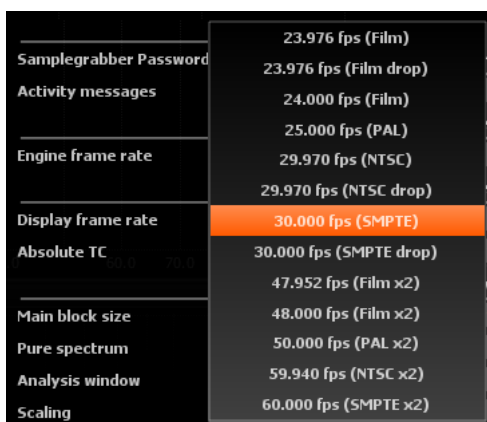 23.976 fps (Film)
Samplegrabber Password
23.976 fps (Film drop)
Activity messages
24.000 fps (Film)
25.000 fps (PAL)
Engine frame rate
29.970 fps (NTSC)
29.970 fps (NTSC drop)
Display frame rate
30.000 fps (SMPTE)
Absolute TC
30.000 fps (SMPTE drop)
60.0 70.0
47.952 fps (Film x2)
Main block size
48.000 fps (Film x2)
Pure spectrum
50.000 fps (PAL x2)
Analysis window
59.940 fps (NTSC x2)
Scaling
60.000 fps (SMPTE x2)